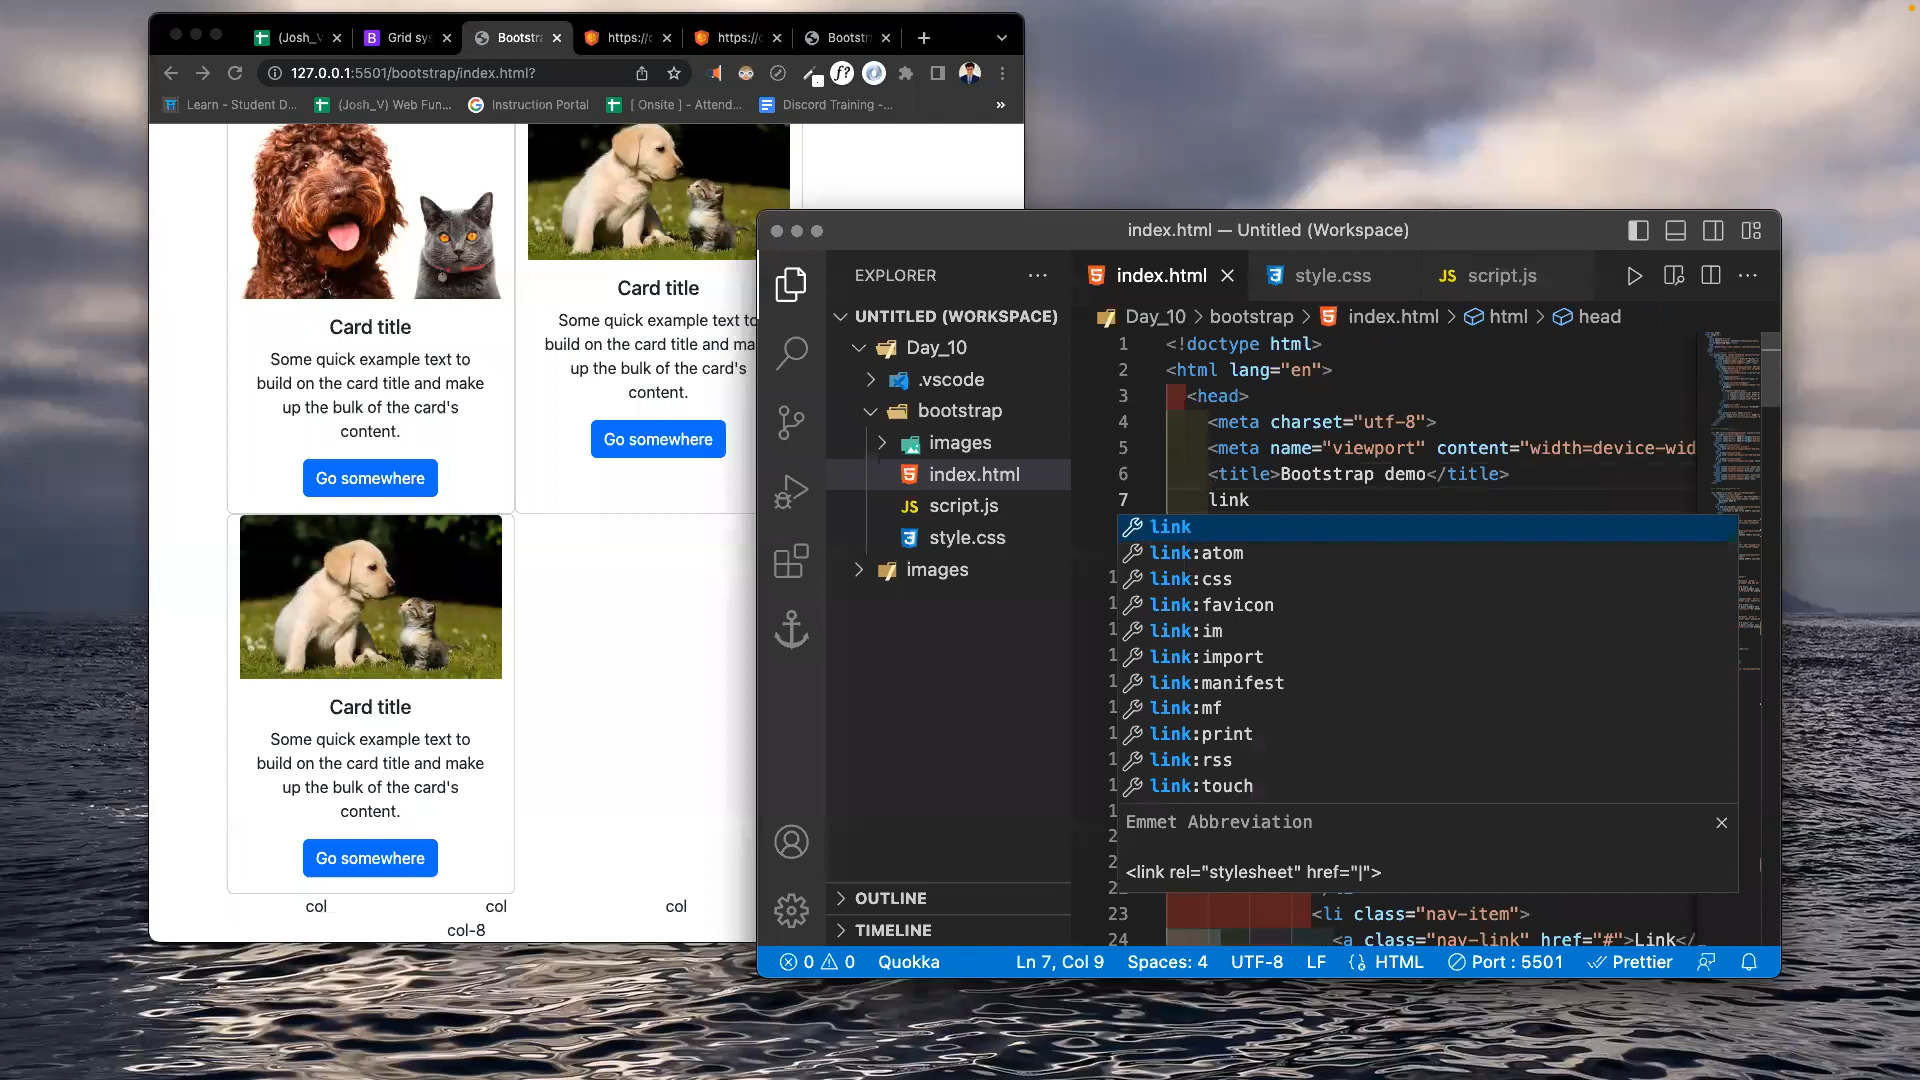 (Josh_V
Grid sys
Bootstra
https://c
https://c
Bootstra
127.0.0.1:5501/bootstrap/index.html?
f?
Learn - Student D...
(Josh_V) Web Fun...
Instruction Portal
[ Onsite ] - Attend...
Discord Training -...
»
Card title
Some quick example text to
build on the card title and make
up the bulk of the card's
content.
Go somewhere
Card title
Some quick example text to
build on the card title and ma
up the bulk of the card's
content.
Go somewhere
Card title
Some quick example text to
build on the card title and make
up the bulk of the card's
content.
Go somewhere
col
col
col
col-8
index.html — Untitled (Workspace)
EXPLORER
UNTITLED (WORKSPACE)
Day_10
.vscode
bootstrap
images
index.html
JS script.js
style.css
images
OUTLINE
TIMELINE
index.html
style.css
JS script.js
Day_10 > bootstrap > index.html > html > head
1 <!doctype html>
2 <html lang="en">
3 <head>
4 <meta charset="utf-8">
5 <meta name="viewport" content="width=device-wid
6 <title>Bootstrap demo</title>
7 link
link
link:atom
link:css
link:favicon
link:im
link:import
link:manifest
link:mf
link:print
link:rss
link:touch
Emmet Abbreviation
<link rel="stylesheet" href="|">
23 <li class="nav-item">
24 <a class="nav-link" href="#">Link</
0 0 Quokka Ln 7, Col 9 Spaces: 4 UTF-8 LF HTML Port : 5501 Prettier